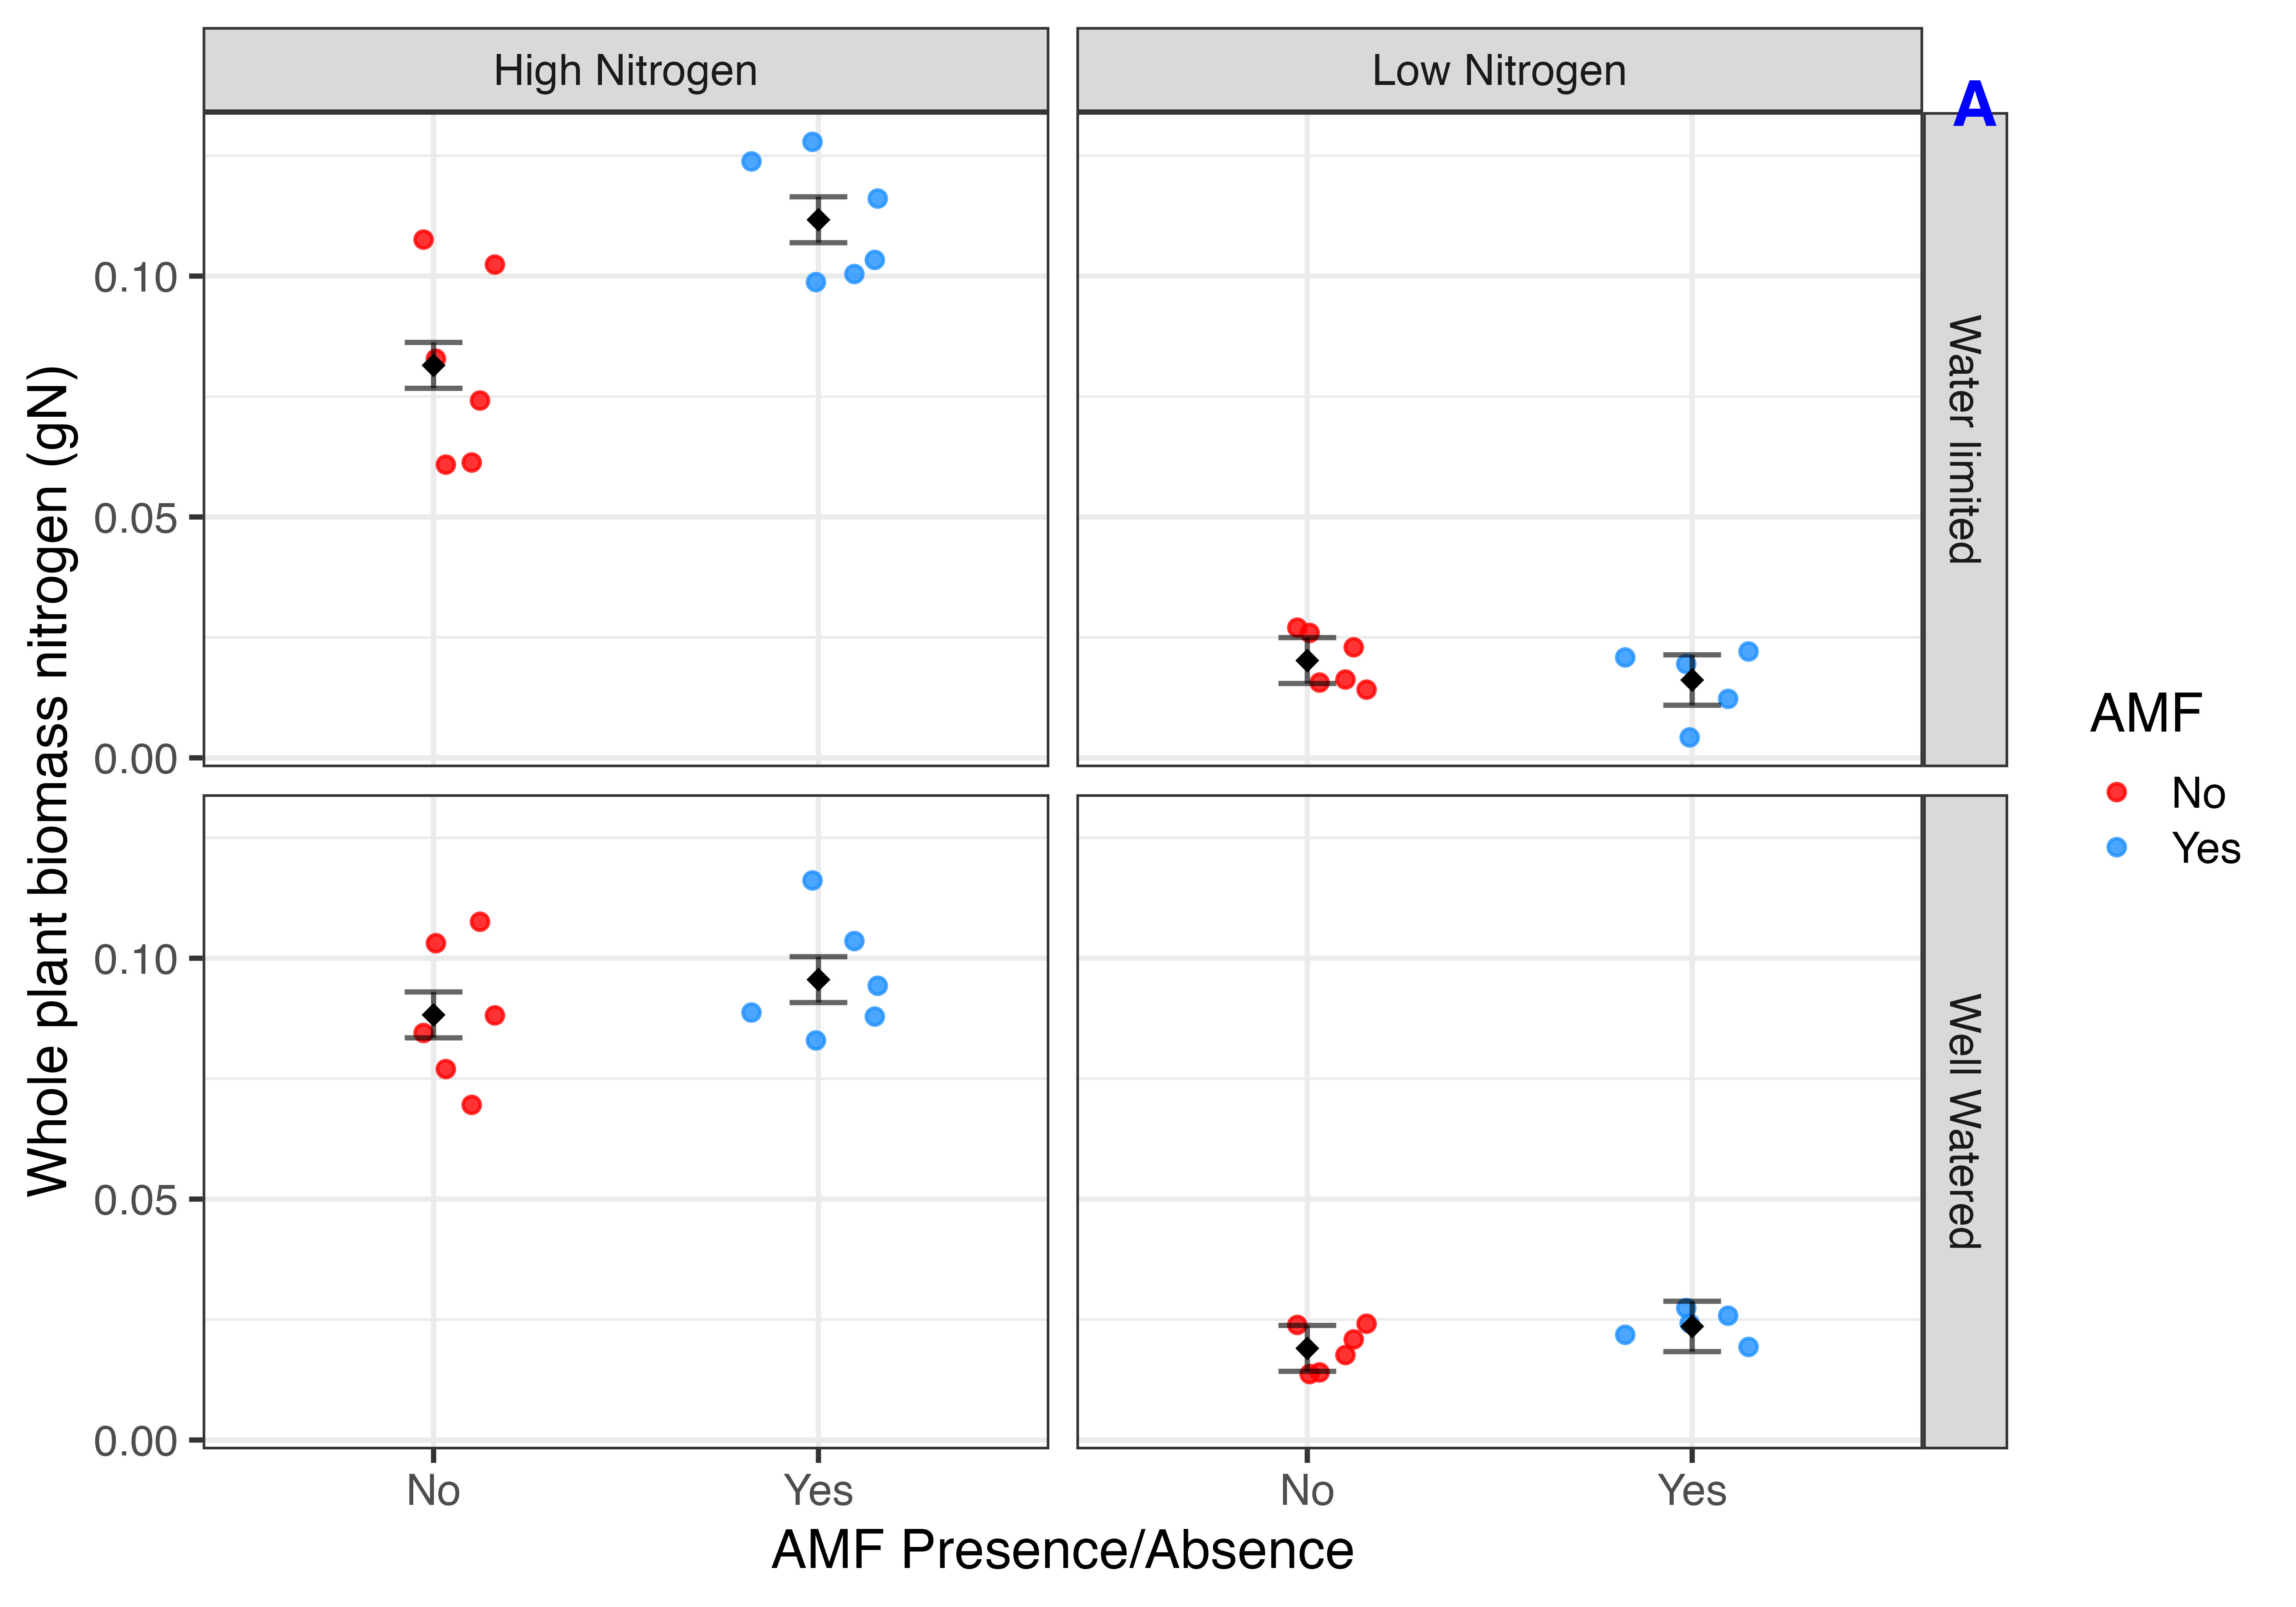 High Nitrogen
Low Nitrogen
A
Whole plant biomass nitrogen (gN)
0.10
0.05
0.00
Water limited
0.10
0.05
0.00
Well Watered
No
Yes
No
Yes
AMF Presence/Absence
AMF
No
Yes